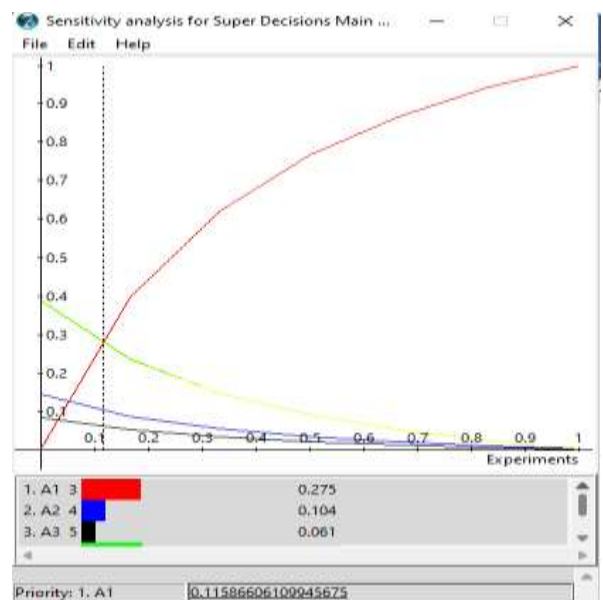 Sensitivity analysis for Super Decisions Main ...
File Edit Help
1
0.9
0.8
0.7
0.6
0.5
0.4
0.3
0.2
0.1
0.1 0.2 0.3 0.4 0.5 0.6 0.7 0.8 0.9 1
Experiments
1. A1 3 0.275
2. A2 4 0.104
3. A3 5 0.061
Priority: 1. A1 0.11586606109945675